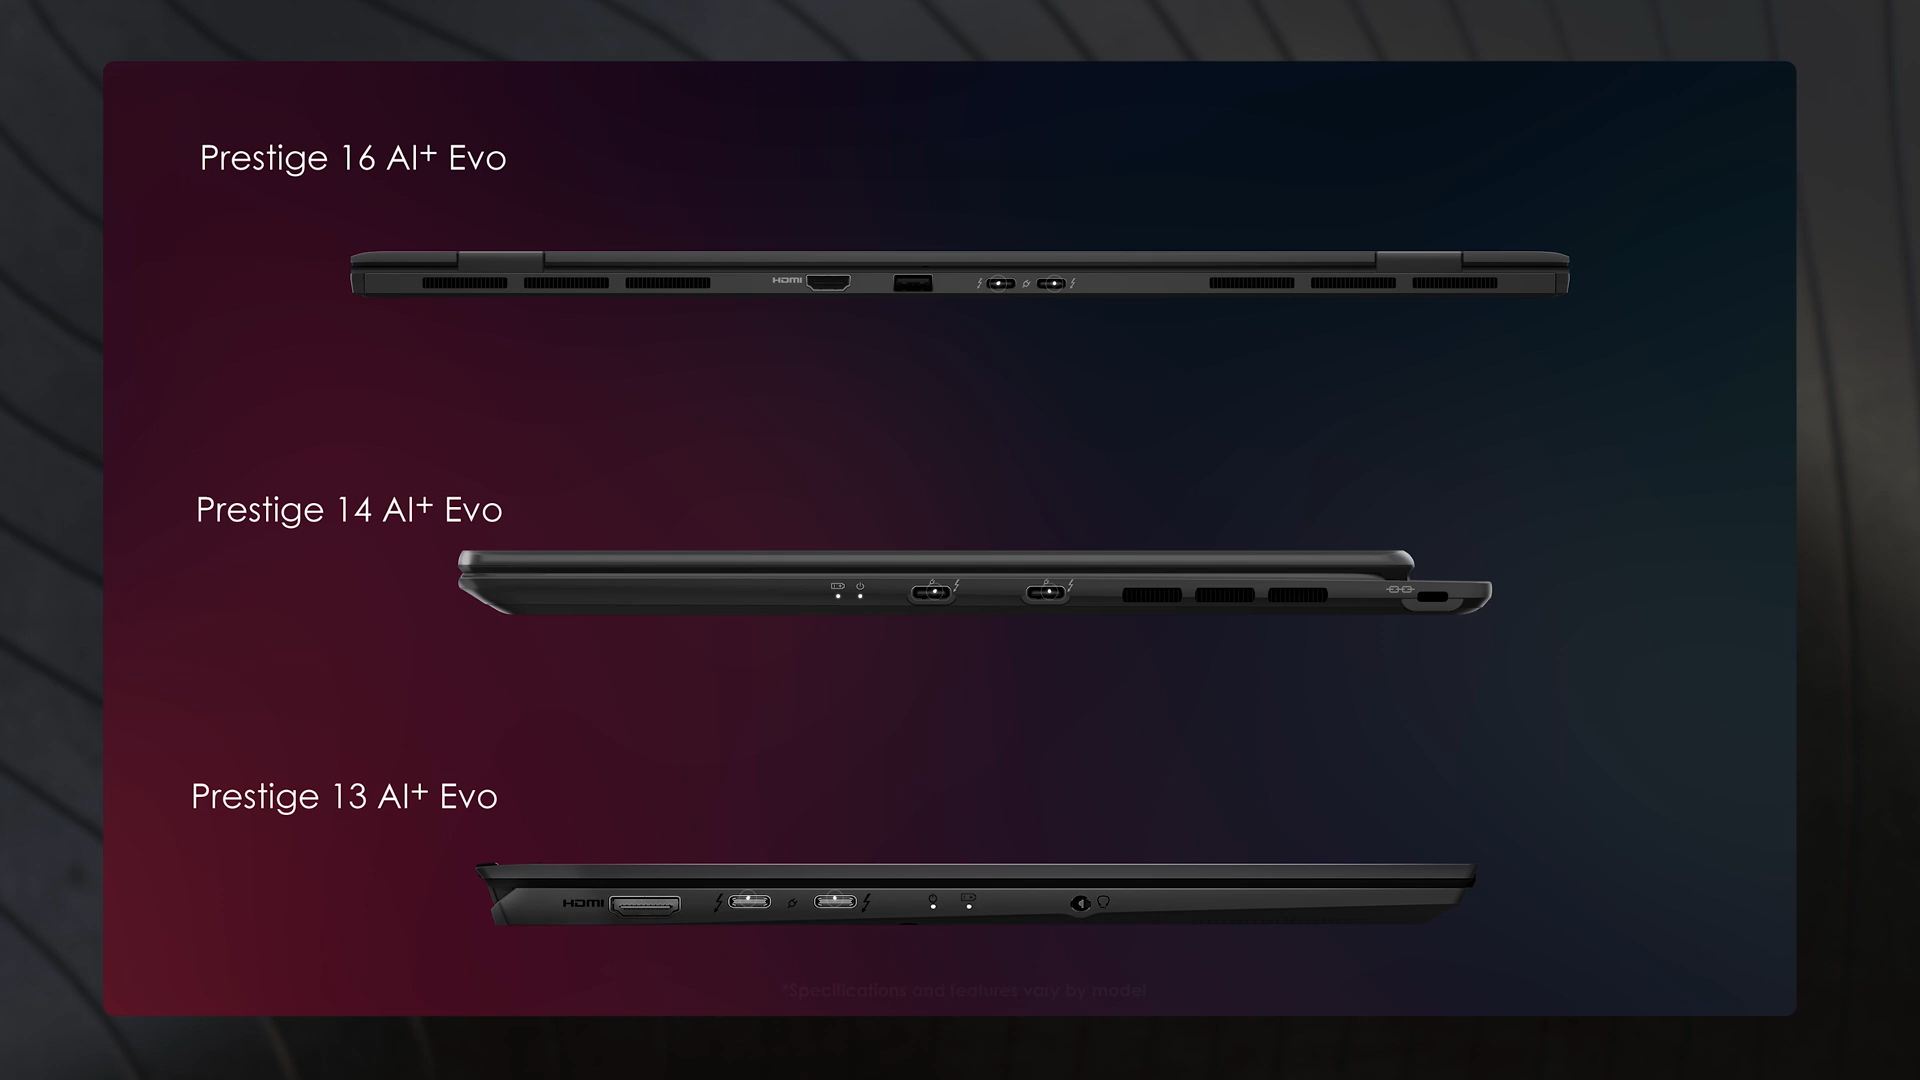 Prestige 16 AI+ Evo
HDMI
Prestige 14 AI+ Evo
Prestige 13 AI+ Evo
HDMI
*Specifications and features vary by model